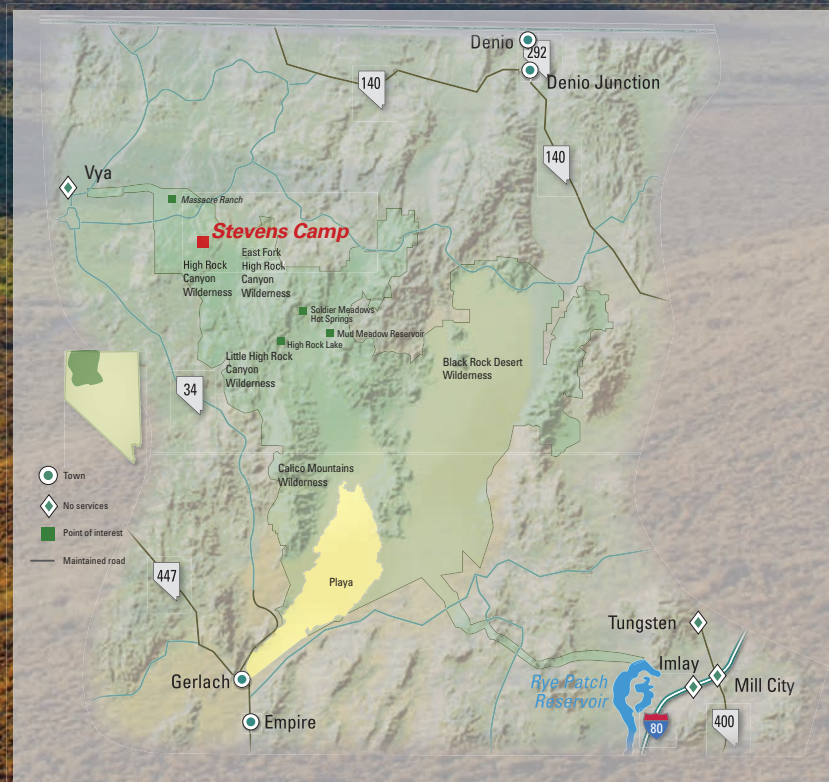 Denio
292
Denio Junction
140
140
Vya
Massacre Ranch
Stevens Camp
High Rock
Canyon
Wilderness
East Fork
High Rock
Canyon
Wilderness
Soldier Meadows
Hot Springs
Mud Meadow Reservoir
High Rock Lake
Little High Rock
Canyon
Wilderness
Black Rock Desert
Wilderness
34
Calico Mountains
Wilderness
Town
No services
Point of interest
Maintained road
447
Playa
Tungsten
Imlay
Mill City
Gerlach
Rye Patch
Reservoir
Empire
80
400